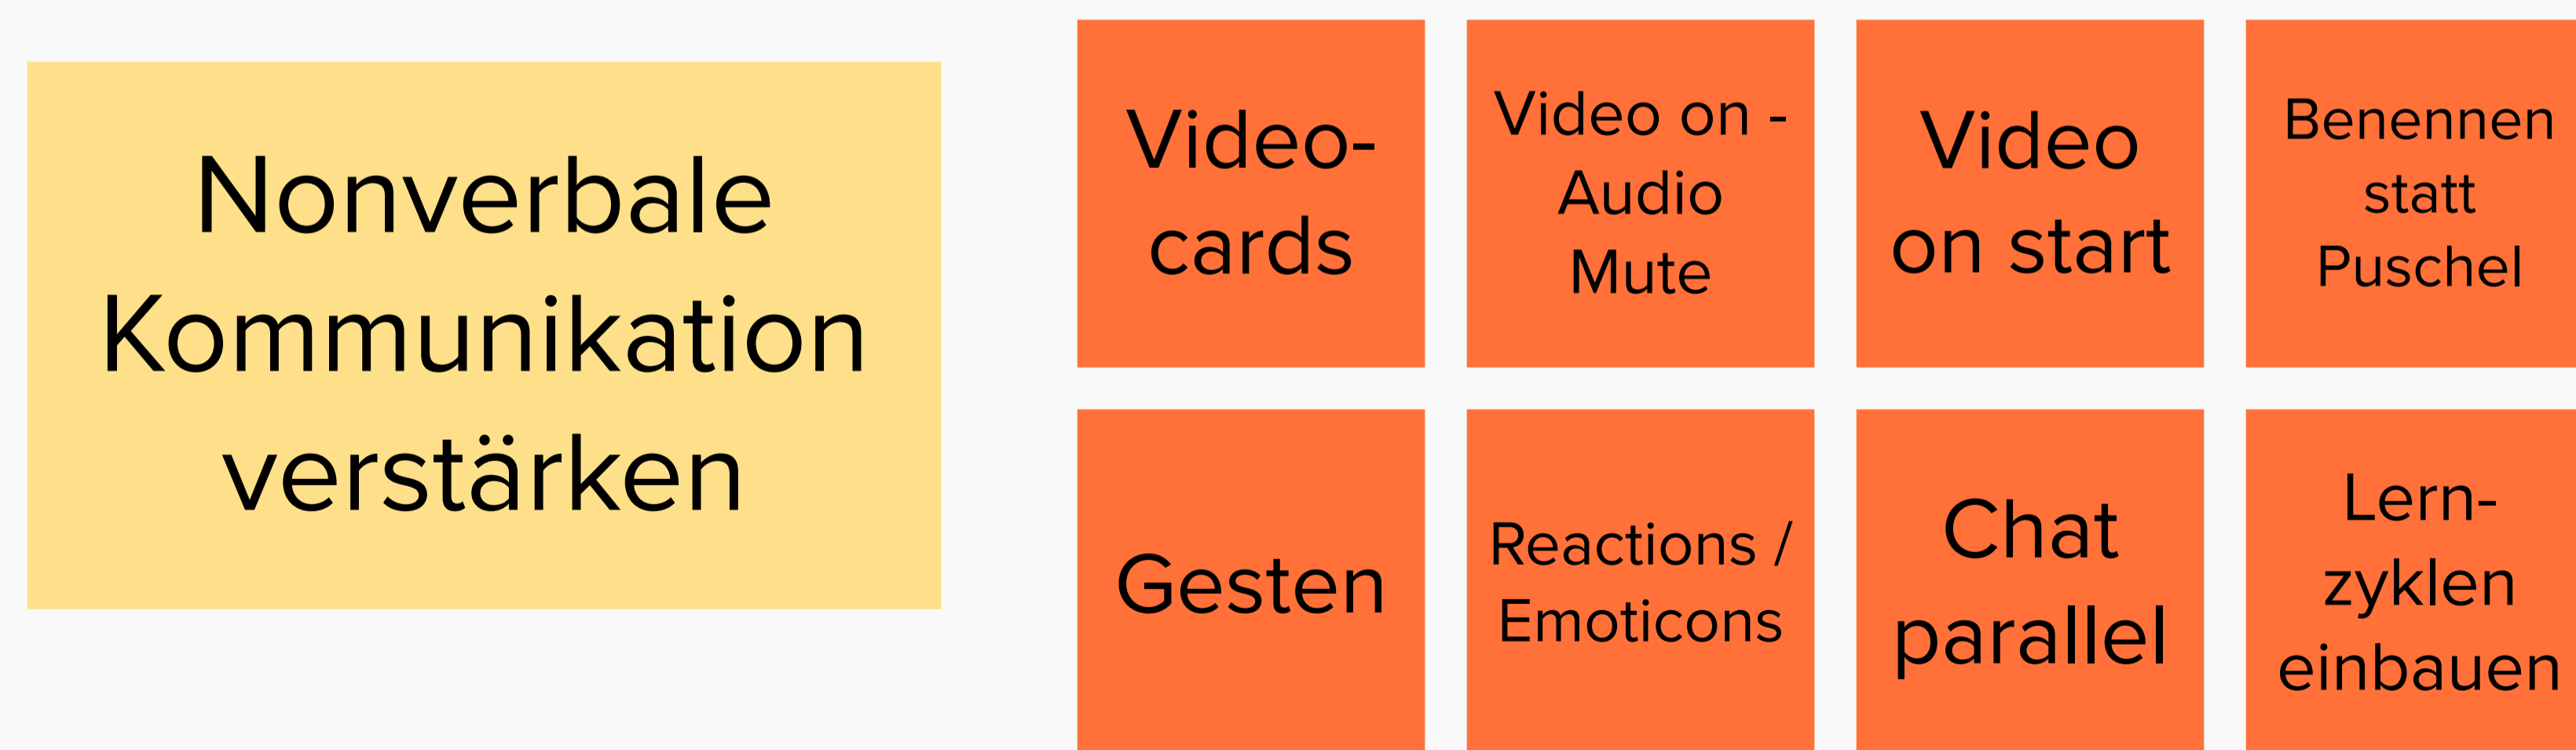 Nonverbale
Kommunikation
verstärken
Video-
cards
Video on -
Audio
Mute
Video
on start
Benennen
statt
Puschel
Gesten
Reactions /
Emoticons
Chat
parallel
Lern-
zyklen
einbauen